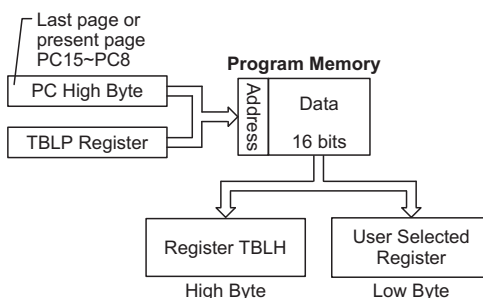 Last page or
present page
PC15~PC8
Program Memory
PC High Byte
Address
Data
16 bits
TBLP Register
Register TBLH
User Selected
Register
High Byte
Low Byte